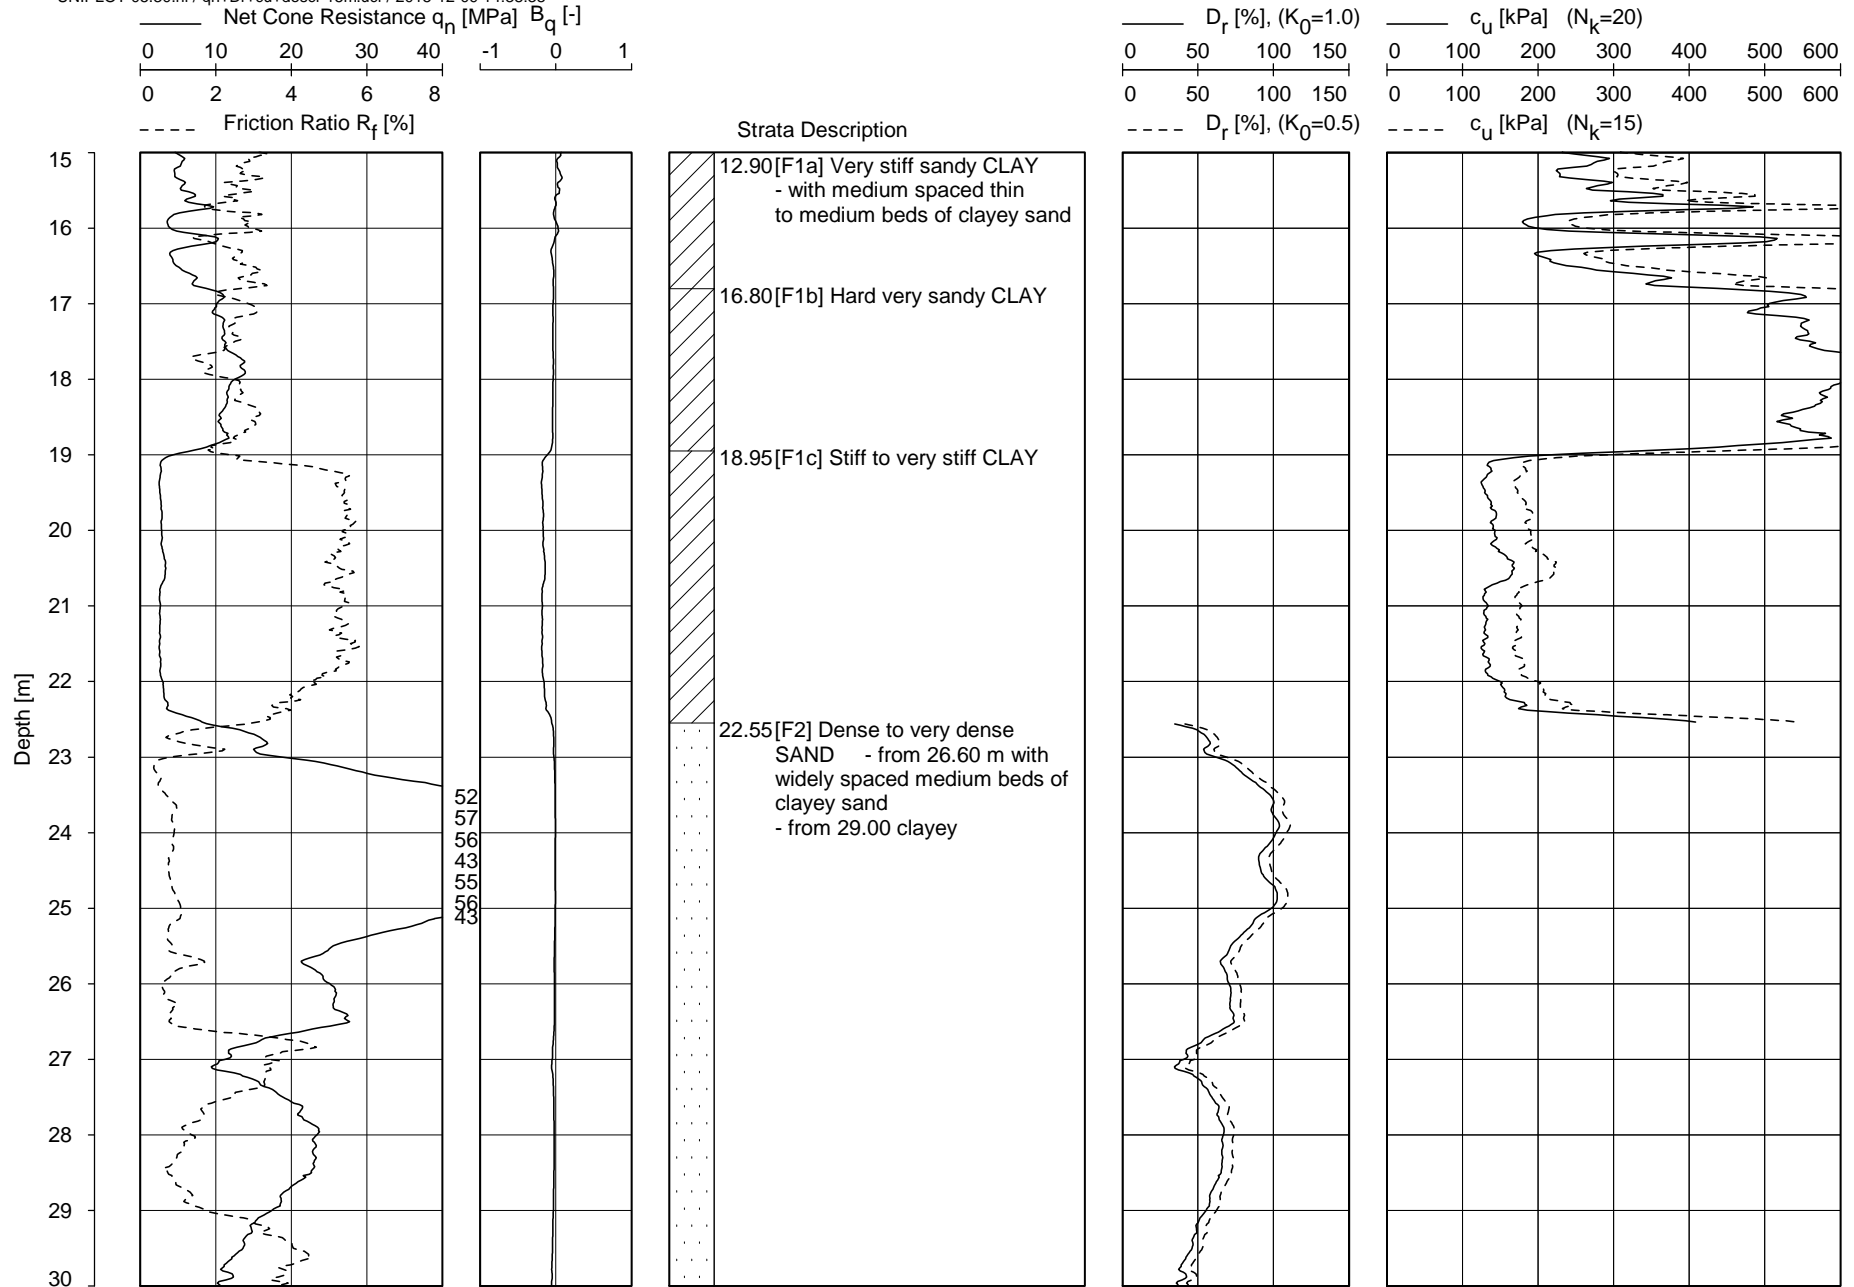 Net Cone Resistance qn [MPa] Bq [-]
Dr [%], (K0=1.0)
cu [kPa] (Nk=20)
0 10 20 30 40 -1 0 1
0 50 100 150
100 200 300 400 500 600
0 2 4 6 8
0 50 100 150
100 200 300 400 500 600
Friction Ratio Rf [%]
Strata Description
Dr [%], (K0=0.5)
cu [kPa] (Nk=15)
Depth [m]
15
16
17
18
19
20
21
22
23
24
25
26
27
28
29
30
52
57
56
43
55
56
43
12.90 [F1a] Very stiff sandy CLAY
- with medium spaced thin
to medium beds of clayey sand
16.80 [F1b] Hard very sandy CLAY
18.95 [F1c] Stiff to very stiff CLAY
22.55 [F2] Dense to very dense
SAND - from 26.60 m with
widely spaced medium beds of
clayey sand
- from 29.00 clayey